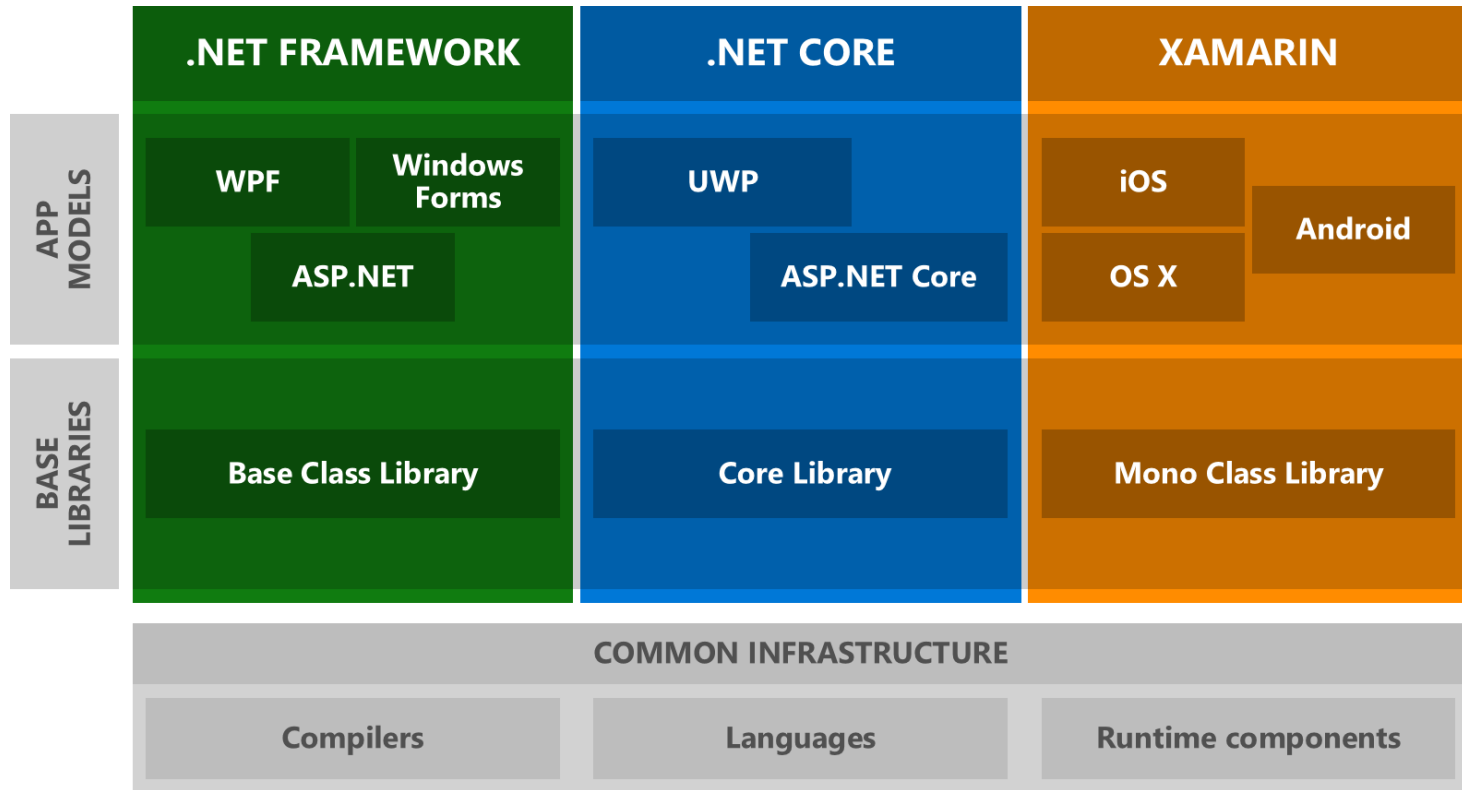 .NET FRAMEWORK
.NET CORE
XAMARIN
APP
MODELS
WPF
Windows
Forms
ASP.NET
UWP
ASP.NET Core
iOS
Android
OS X
BASE
LIBRARIES
Base Class Library
Core Library
Mono Class Library
COMMON INFRASTRUCTURE
Compilers
Languages
Runtime components